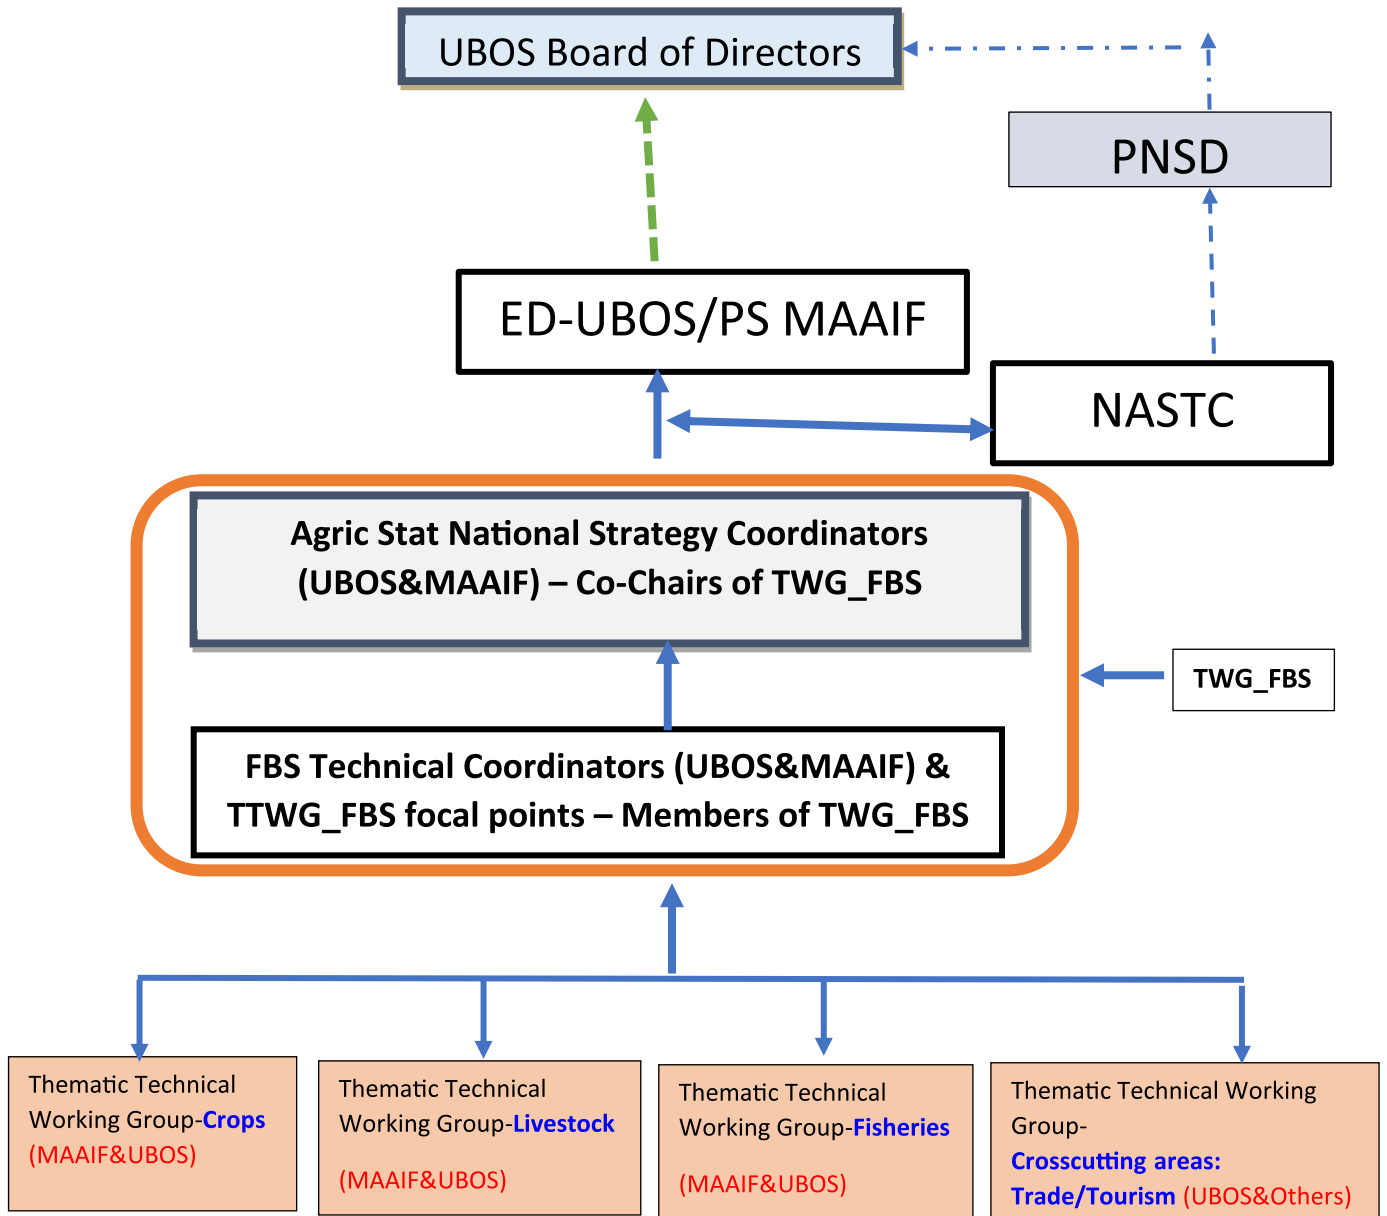 UBOS Board of Directors
PNSD
ED-UBOS/PS MAAIF
NASTC
Agric Stat National Strategy Coordinators
(UBOS&MAAIF) – Co-Chairs of TWG_FBS
TWG_FBS
FBS Technical Coordinators (UBOS&MAAIF) &
TTWG_FBS focal points – Members of TWG_FBS
Thematic Technical
Working Group-Crops
(MAAIF&UBOS)
Thematic Technical
Working Group-Livestock
(MAAIF&UBOS)
Thematic Technical
Working Group-Fisheries
(MAAIF&UBOS)
Thematic Technical Working
Group-
Crosscutting areas:
Trade/Tourism (UBOS&Others)